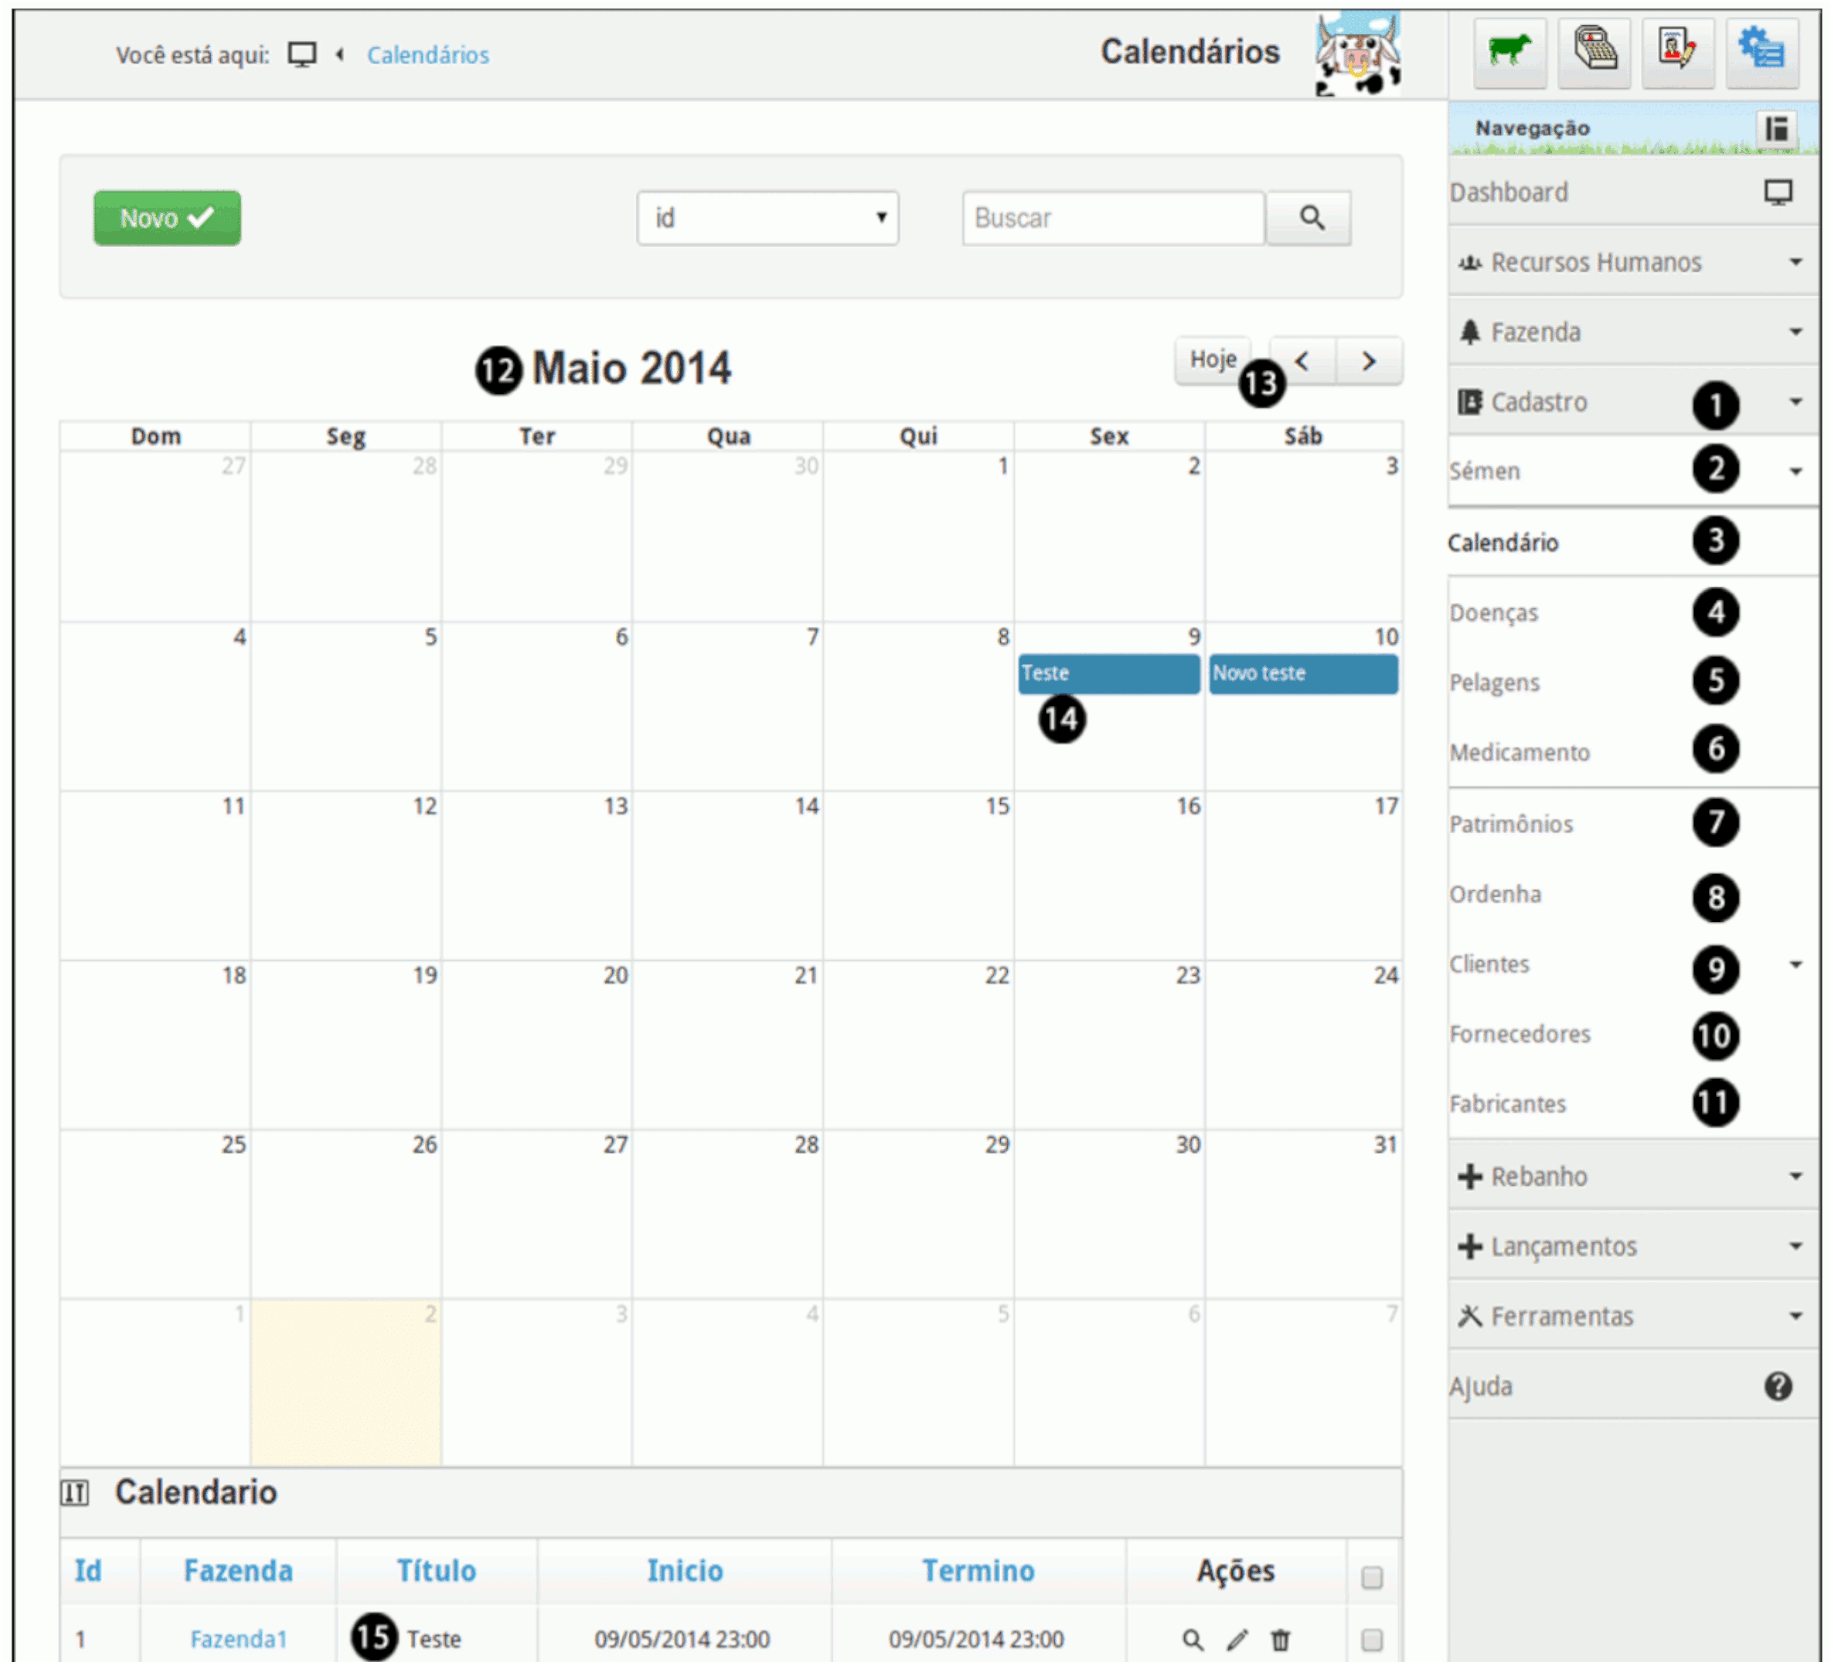 Você está aqui: Calendários
Calendários
Navegação
Novo
id
Buscar
12 Maio 2014
Hoje
13
Dom Seg Ter Qua Qui Sex Sáb
27 28 29 30 1 2 3
4 5 6 7 8 9 10
Teste Novo teste
14
11 12 13 14 15 16 17
18 19 20 21 22 23 24
25 26 27 28 29 30 31
1 2 3 4 5 6 7
Calendario
Id Fazenda Título Inicio Termino Ações
1 Fazenda1 15 Teste 09/05/2014 23:00 09/05/2014 23:00
Dashboard
Recursos Humanos
Fazenda
Cadastro 1
Sémen 2
Calendário 3
Doenças 4
Pelagens 5
Medicamento 6
Patrimônios 7
Ordenha 8
Clientes 9
Fornecedores 10
Fabricantes 11
Rebanho
Lançamentos
Ferramentas
Ajuda